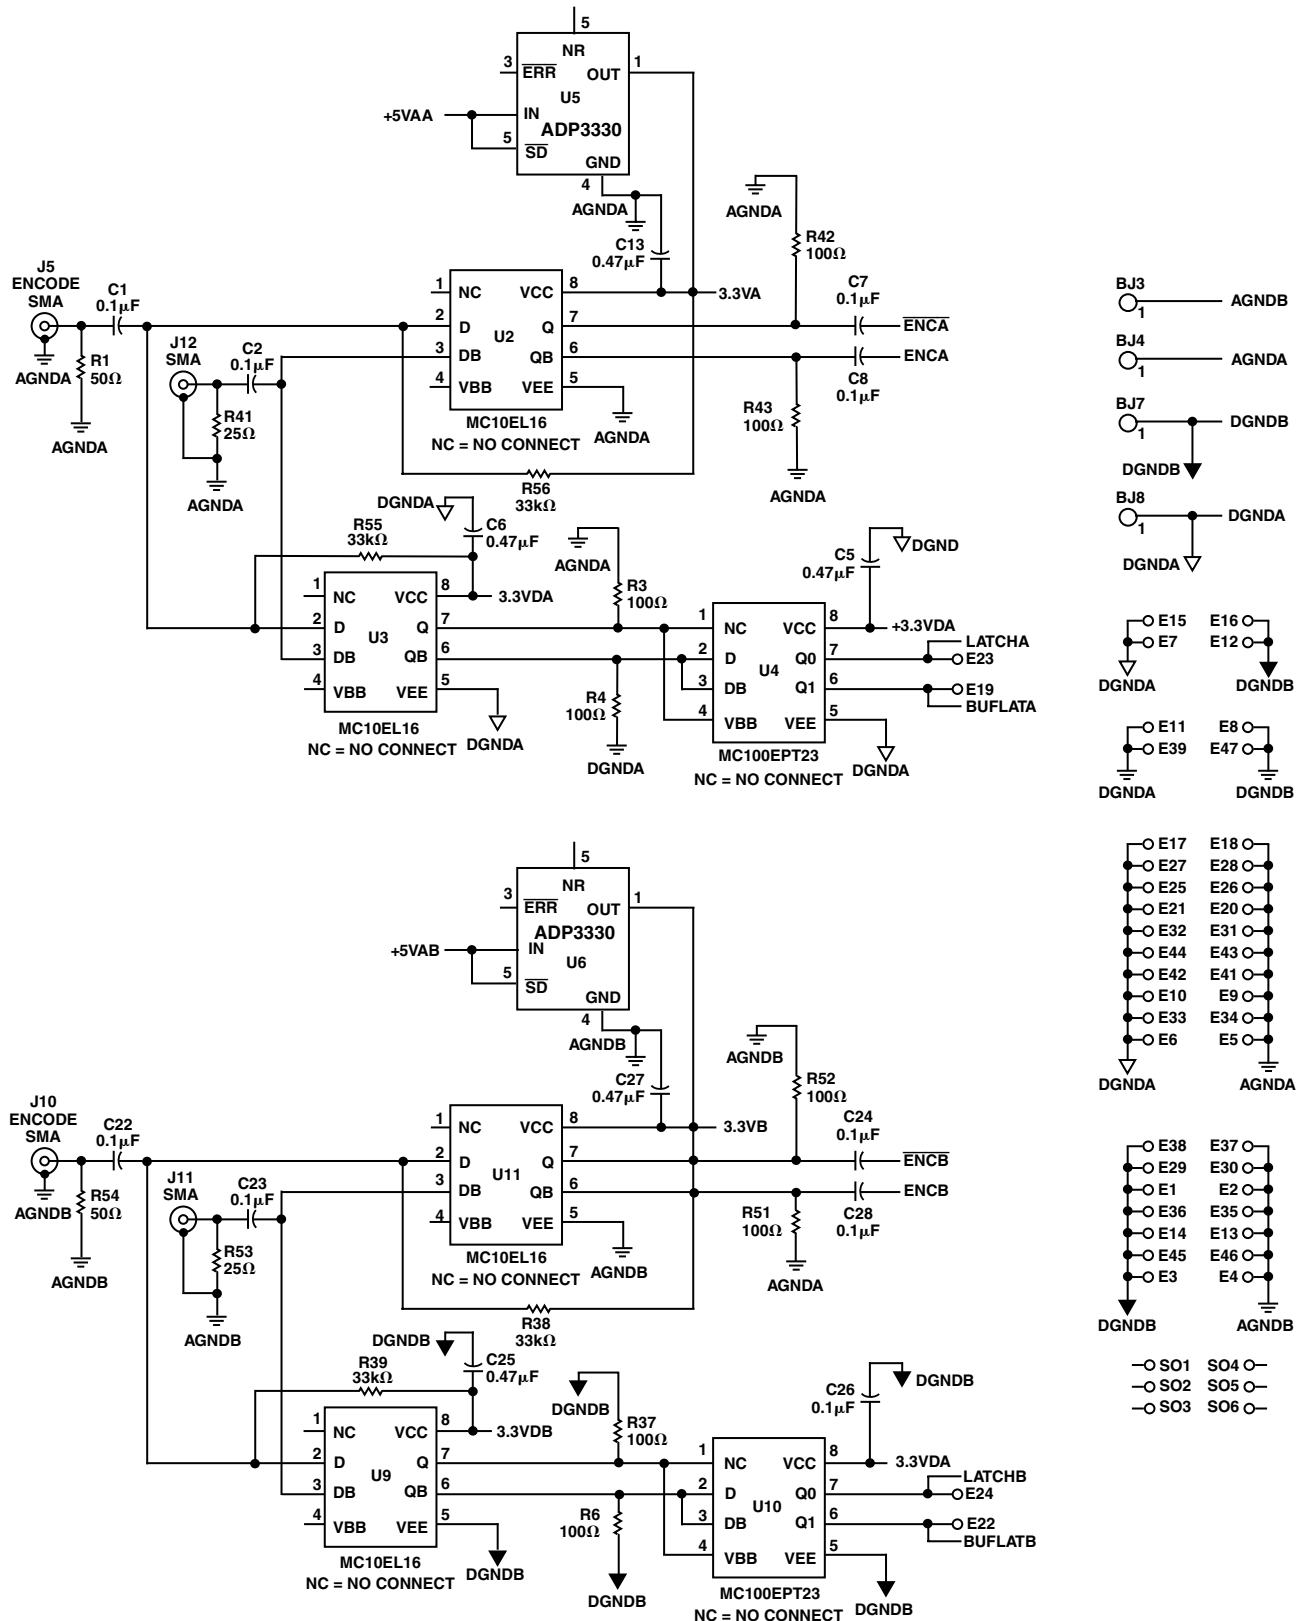 5
NR
3
ERR
OUT
1
U5
+5VAA
IN
ADP3330
5
SD
GND
4
AGNDA
AGNDA
R42
100Ω
C13
0.47µF
J5
ENCODE
SMA
C1
0.1µF
1
NC
VCC
8
3.3VA
C7
0.1µF
2
D
Q
7
ENCA
U2
J12
SMA
C2
0.1µF
3
DB
QB
6
ENCA
R1
50Ω
AGNDA
4
VBB
VEE
5
C8
0.1µF
R41
25Ω
R43
100Ω
AGNDA
MC10EL16
NC = NO CONNECT
AGNDA
AGNDA
R56
33kΩ
AGNDA
DGNDA
R55
33kΩ
C6
0.47µF
AGNDA
R3
100Ω
C5
0.47µF
DGND
1
NC
VCC
8
3.3VDA
2
D
Q
7
U3
3
DB
QB
6
4
VBB
VEE
5
MC10EL16
NC = NO CONNECT
DGNDA
R4
100Ω
DGNDA
1
NC
VCC
8
+3.3VDA
LATCHA
2
D
Q0
7
E23
U4
3
DB
Q1
6
E19
BUFLATA
4
VBB
VEE
5
MC100EPT23
NC = NO CONNECT
DGNDA
BJ3
1
AGNDB
BJ4
1
AGNDA
BJ7
1
DGNDB
DGNDB
BJ8
1
DGNDA
DGNDA
E15 E16
E7 E12
DGNDA DGNDB
E11 E8
E39 E47
DGNDA DGNDB
E17 E18
E27 E28
E25 E26
E21 E20
E32 E31
E44 E43
E42 E41
E10 E9
E33 E34
E6 E5
DGNDA AGNDA
E38 E37
E29 E30
E1 E2
E36 E35
E14 E13
E45 E46
E3 E4
DGNDB AGNDB
SO1 SO4
SO2 SO5
SO3 SO6
5
NR
3
ERR
OUT
1
ADP3330
+5VAB
IN
U6
5
SD
GND
4
AGNDB
AGNDB
R52
100Ω
C27
0.47µF
J10
ENCODE
SMA
C22
0.1µF
1
NC
VCC
8
3.3VB
C24
0.1µF
2
D
Q
7
ENCB
U11
J11
SMA
C23
0.1µF
3
DB
QB
6
ENCB
R54
50Ω
AGNDB
4
VBB
VEE
5
R51
100Ω
C28
0.1µF
R53
25Ω
AGNDB
MC10EL16
NC = NO CONNECT
AGNDB
AGNDA
R38
33kΩ
AGNDB
DGNDB
R39
33kΩ
C25
0.47µF
DGNDB
R37
100Ω
C26
0.1µF
DGNDB
1
NC
VCC
8
3.3VDB
2
D
Q
7
U9
3
DB
QB
6
4
VBB
VEE
5
MC10EL16
NC = NO CONNECT
DGNDB
R6
100Ω
DGNDB
1
NC
VCC
8
3.3VDA
LATCHB
2
D
Q0
7
E24
U10
3
DB
Q1
6
E22
BUFLATB
4
VBB
VEE
5
MC100EPT23
NC = NO CONNECT
DGNDB